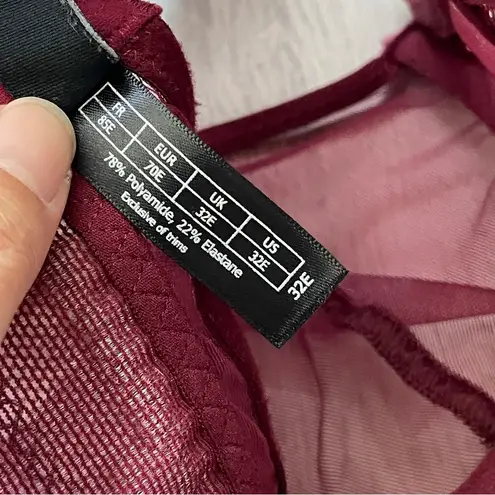 FR EUR UK US
85E 70E 32E 32E
78% Polyamide, 22% Elastane
Exclusive of trims
32E